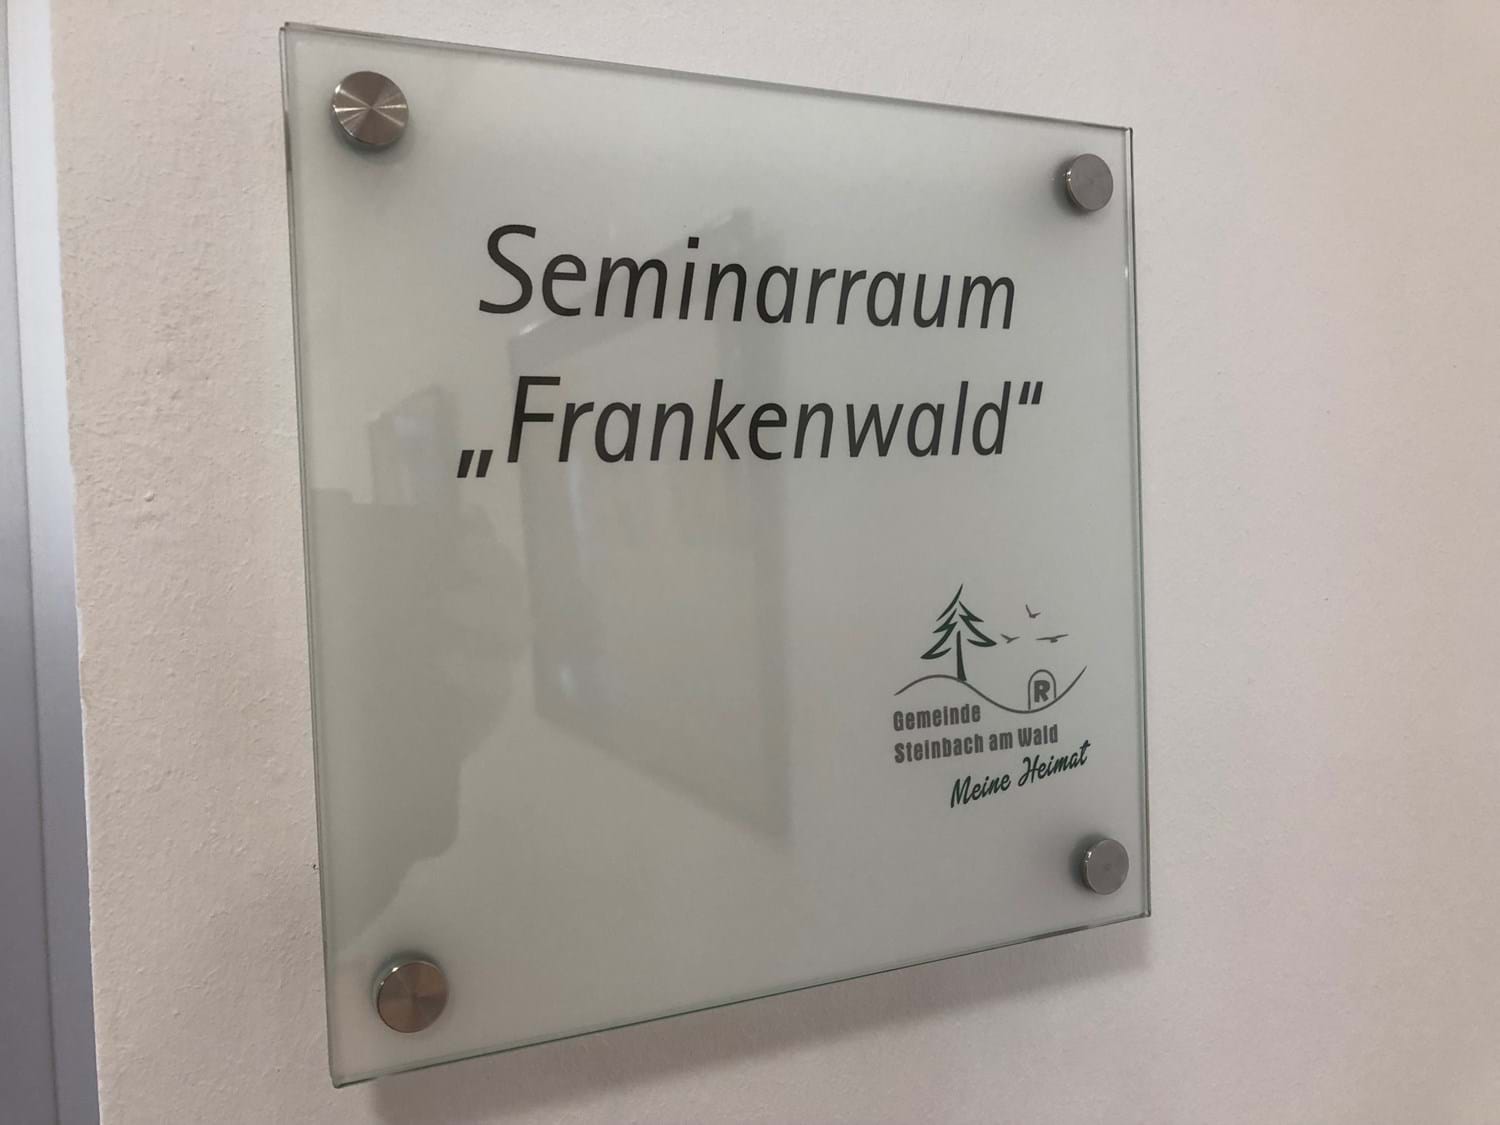 Seminarraum
„Frankenwald“
R
Gemeinde
Steinbach am Wald
Meine Heimat